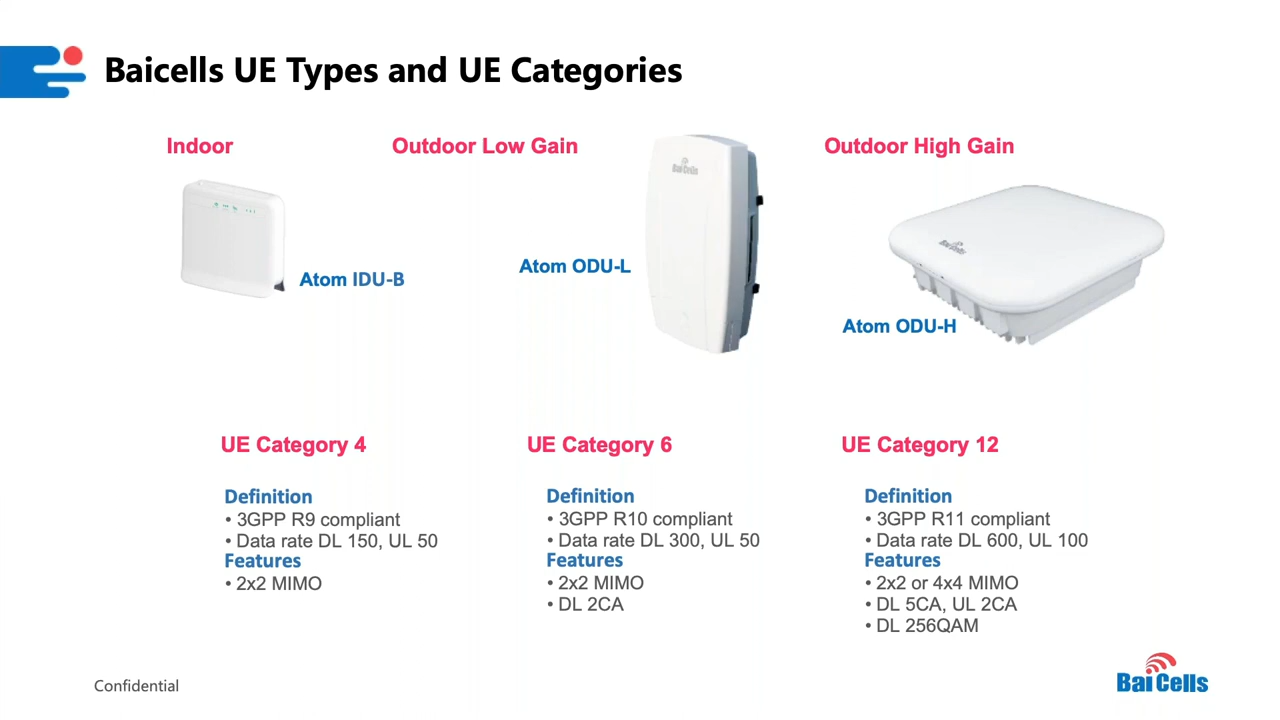 Baicells UE Types and UE Categories
Indoor
Outdoor Low Gain
Outdoor High Gain
BaiCells
BaiCells
Atom IDU-B
Atom ODU-L
Atom ODU-H
UE Category 4
Definition
• 3GPP R9 compliant
• Data rate DL 150, UL 50
Features
• 2x2 MIMO
UE Category 6
Definition
• 3GPP R10 compliant
• Data rate DL 300, UL 50
Features
• 2x2 MIMO
• DL 2CA
UE Category 12
Definition
• 3GPP R11 compliant
• Data rate DL 600, UL 100
Features
• 2x2 or 4x4 MIMO
• DL 5CA, UL 2CA
• DL 256QAM
Confidential
BaiCells